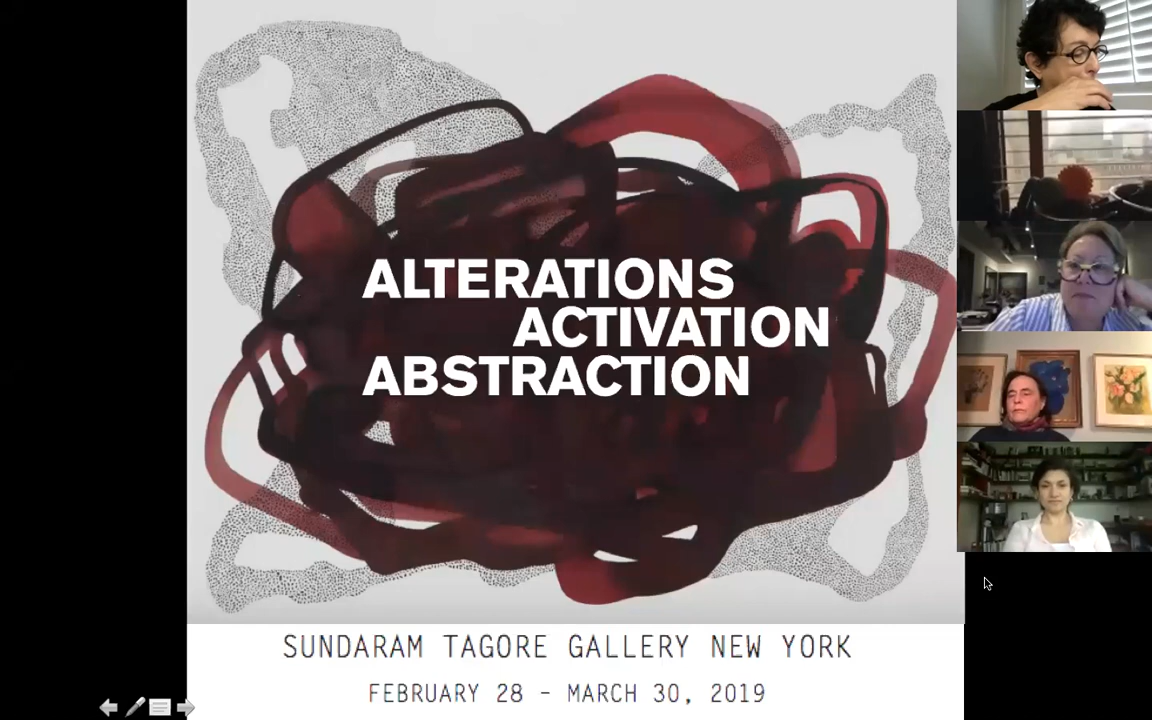 ALTERATIONS
ACTIVATION
ABSTRACTION
SUNDARAM TAGORE GALLERY NEW YORK
FEBRUARY 28 - MARCH 30, 2019